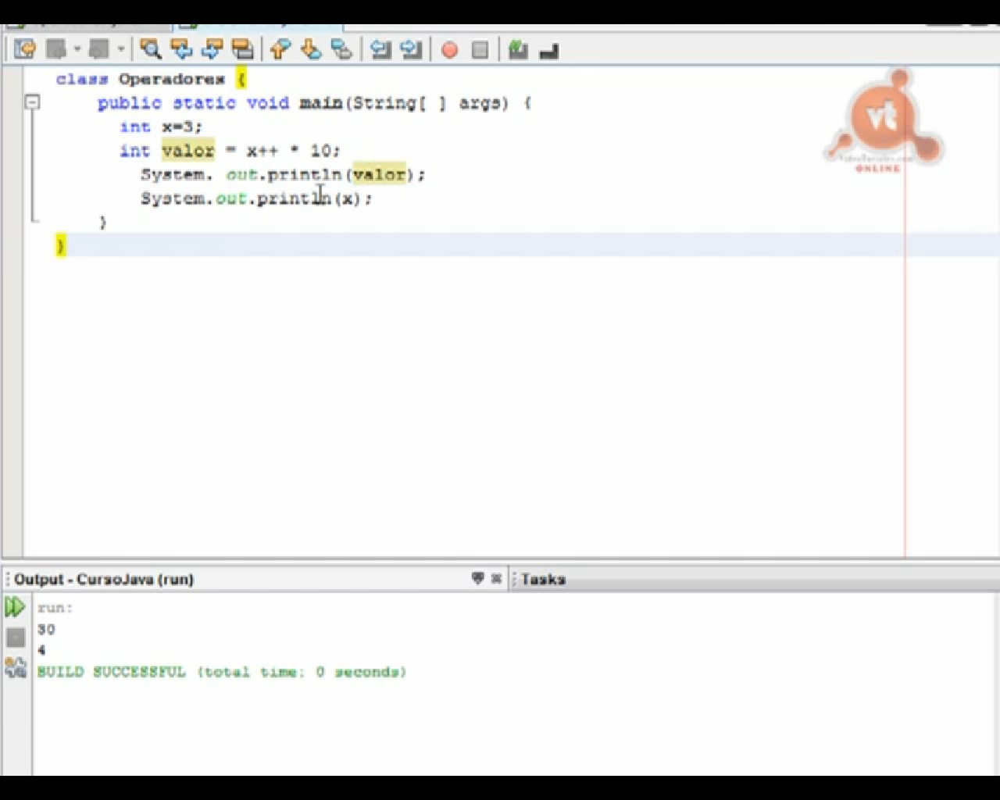 class Operadores {
public static void main(String[ ] args) {
int x=3;
int valor = x++ * 10;
System. out.println(valor);
System.out.println(x);
}
}
vt
ONLINE
Output - CursoJava (run)
Tasks
run:
30
4
BUILD SUCCESSFUL (total time: 0 seconds)